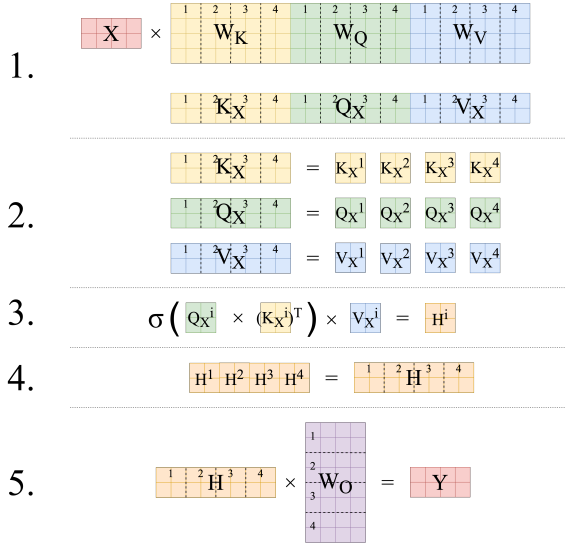 1.
X × 1 2 3 4 W_K 1 2 3 4 W_Q 1 2 3 4 W_V
1 2 3 4 K_X 1 2 3 4 Q_X 1 2 3 4 V_X
2.
1 2 3 4 K_X = K_X^1 K_X^2 K_X^3 K_X^4
1 2 3 4 Q_X = Q_X^1 Q_X^2 Q_X^3 Q_X^4
1 2 3 4 V_X = V_X^1 V_X^2 V_X^3 V_X^4
3.
σ ( Q_X^i × (K_X^i)^T ) × V_X^i = H^i
4.
H^1 H^2 H^3 H^4 = 1 2 3 4 H
5.
1 2 3 4 H × 1 2 3 4 W_O = Y